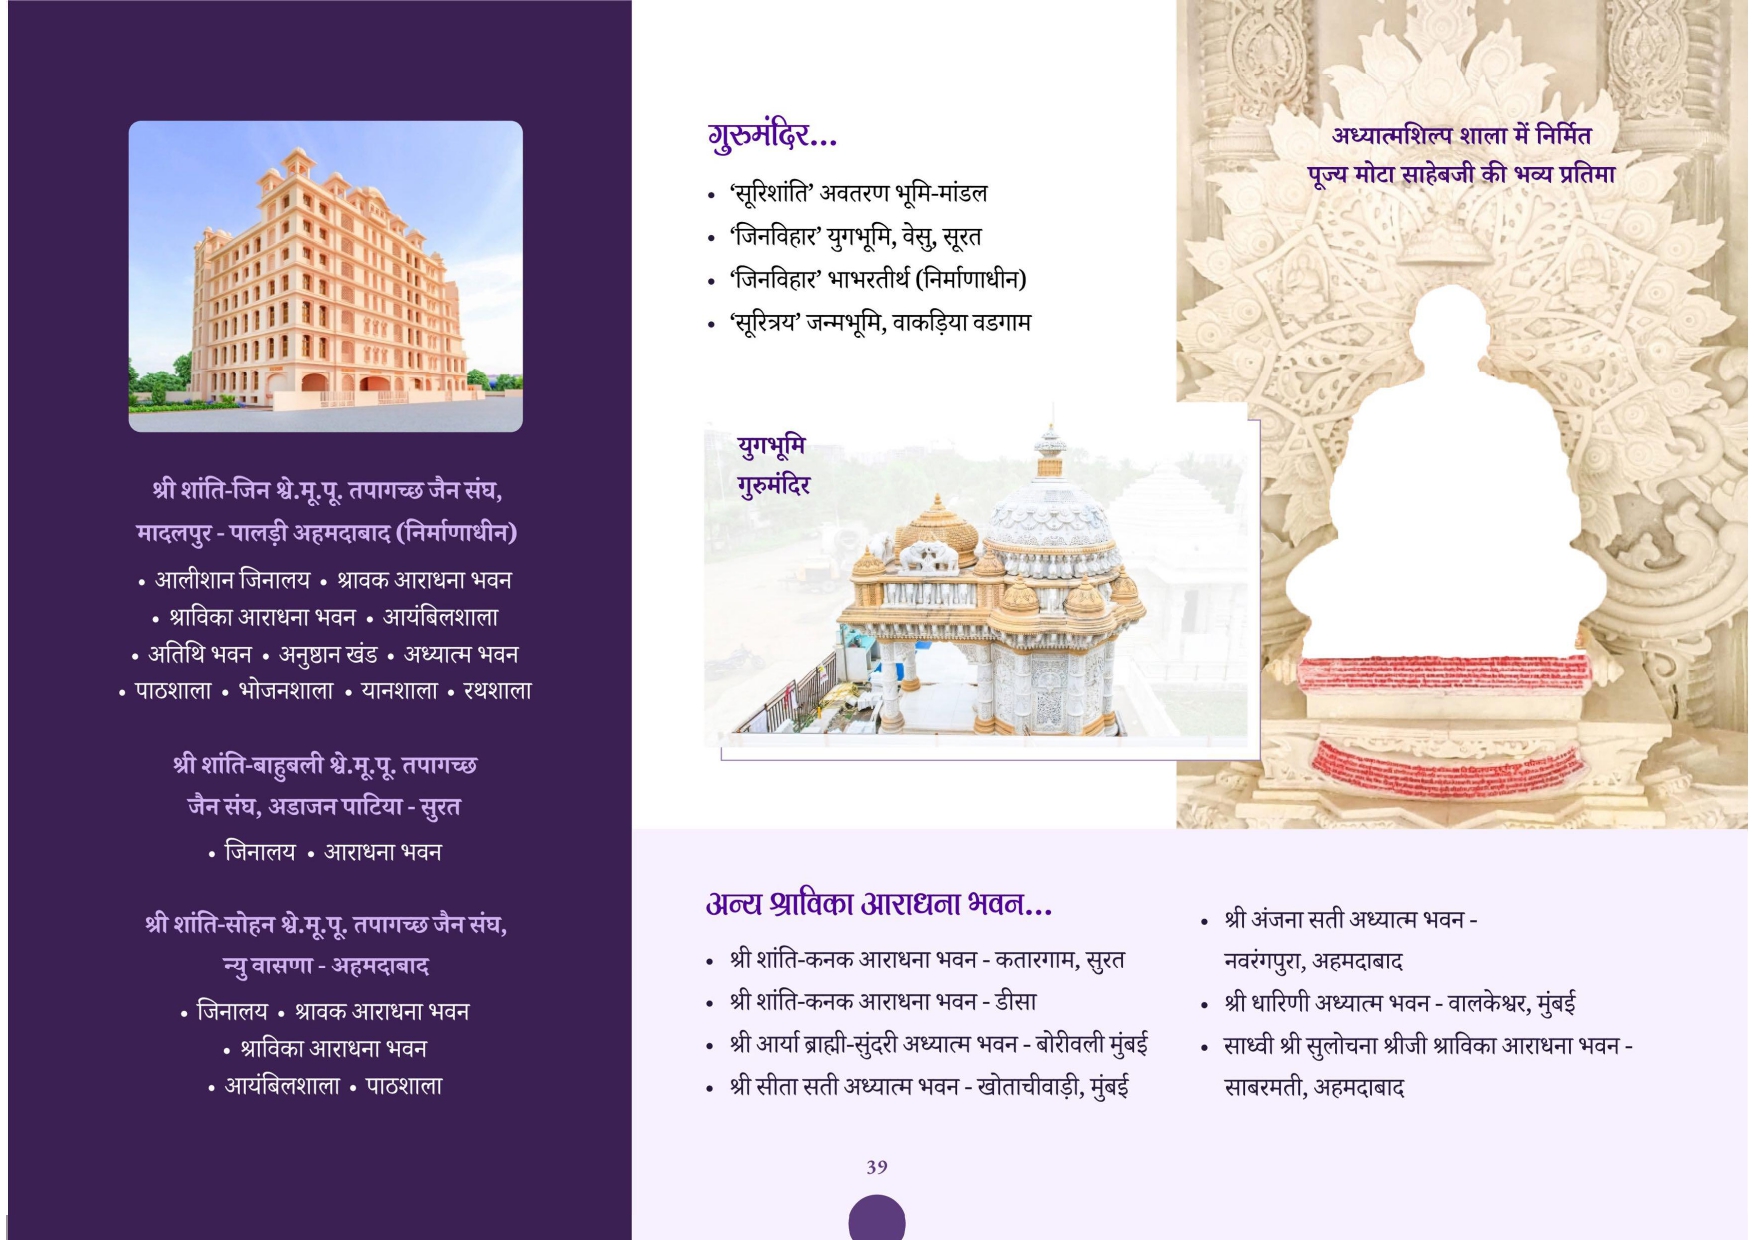 श्री शांति-जिन श्वे.मू.पू. तपागच्छ जैन संघ,
मादलपुर - पालड़ी अहमदाबाद (निर्माणाधीन)
• आलीशान जिनालय • श्रावक आराधना भवन
• श्राविका आराधना भवन • आयंबिलशाला
• अतिथि भवन • अनुष्ठान खंड • अध्यात्म भवन
• पाठशाला • भोजनशाला • यानशाला • रथशाला
श्री शांति-बाहुबली श्वे.मू.पू. तपागच्छ
जैन संघ, अडाजन पाटिया - सुरत
• जिनालय • आराधना भवन
श्री शांति-सोहन श्वे.मू.पू. तपागच्छ जैन संघ,
न्यु वासणा - अहमदाबाद
• जिनालय • श्रावक आराधना भवन
• श्राविका आराधना भवन
• आयंबिलशाला • पाठशाला
गुरुमंदिर...
• ‘सूरिशांति’ अवतरण भूमि-मांडल
• ‘जिनविहार’ युगभूमि, वेसु, सूरत
• ‘जिनविहार’ भाभरतीर्थ (निर्माणाधीन)
• ‘सूरित्रय’ जन्मभूमि, वाकड़िया वडगाम
युगभूमि
गुरुमंदिर
अध्यात्मशिल्प शाला में निर्मित
पूज्य मोटा साहेबजी की भव्य प्रतिमा
अन्य श्राविका आराधना भवन...
• श्री शांति-कनक आराधना भवन - कतारगाम, सुरत
• श्री शांति-कनक आराधना भवन - डीसा
• श्री आर्या ब्राह्मी-सुंदरी अध्यात्म भवन - बोरीवली मुंबई
• श्री सीता सती अध्यात्म भवन - खोताचीवाड़ी, मुंबई
• श्री अंजना सती अध्यात्म भवन -
नवरंगपुरा, अहमदाबाद
• श्री धारिणी अध्यात्म भवन - वालकेश्वर, मुंबई
• साध्वी श्री सुलोचना श्रीजी श्राविका आराधना भवन -
साबरमती, अहमदाबाद
39